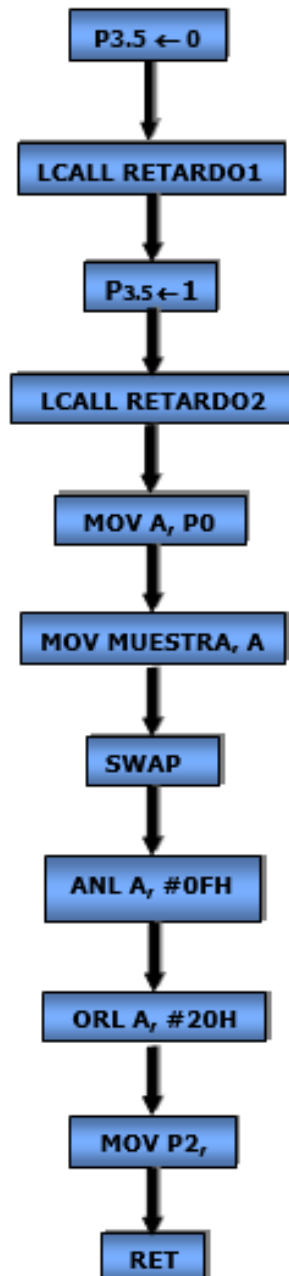 P3.5 ← 0
LCALL RETARDO1
P3.5 ← 1
LCALL RETARDO2
MOV A, P0
MOV MUESTRA, A
SWAP
ANL A, #0FH
ORL A, #20H
MOV P2,
RET